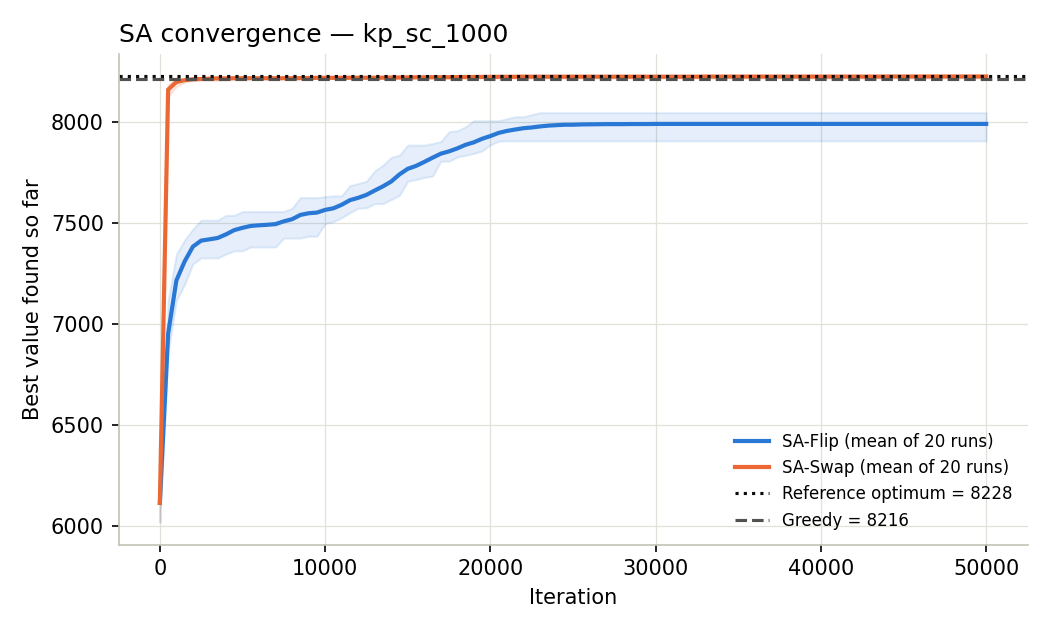 SA convergence — kp_sc_1000
Best value found so far
8000
7500
7000
6500
6000
SA-Flip (mean of 20 runs)
SA-Swap (mean of 20 runs)
Reference optimum = 8228
Greedy = 8216
0 10000 20000 30000 40000 50000
Iteration